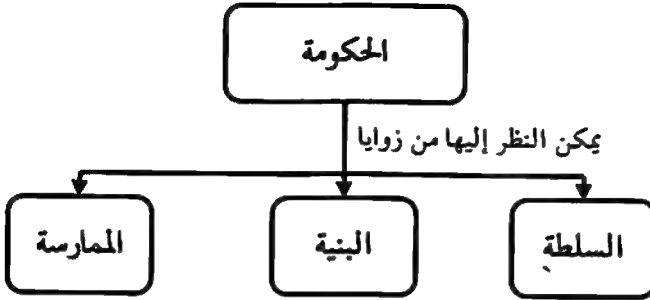 الحكومة
يمكن النظر إليها من زوايا
السلطة
البنية
الممارسة